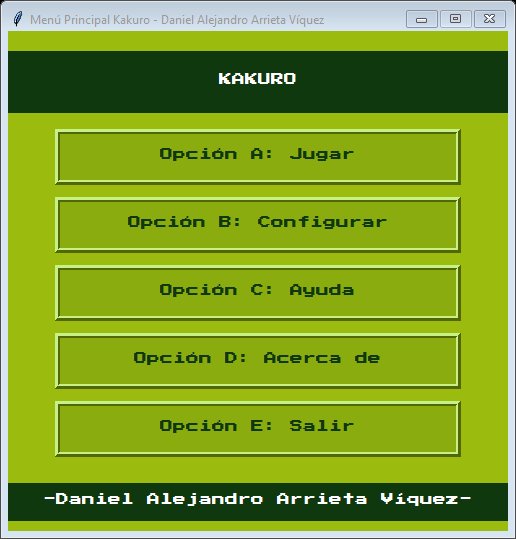 Menú Principal Kakuro - Daniel Alejandro Arrieta Víquez
KAKURO
Opción A: Jugar
Opción B: Configurar
Opción C: Ayuda
Opción D: Acerca de
Opción E: Salir
-Daniel Alejandro Arrieta Víquez-